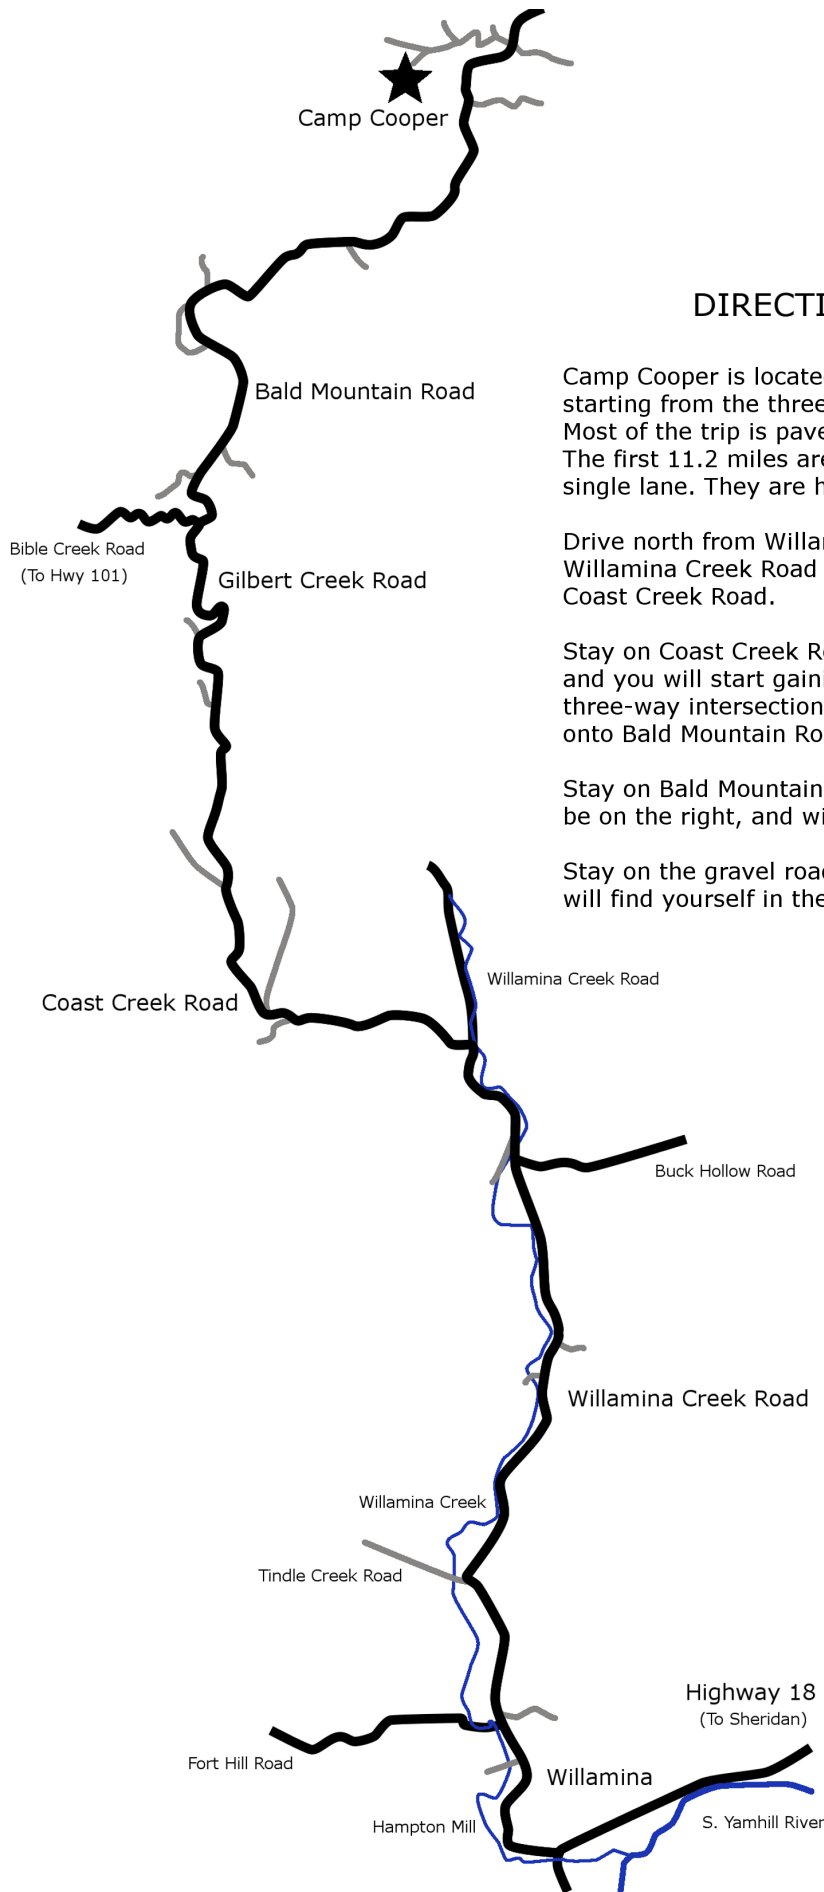 Camp Cooper
DIRECTI
Camp Cooper is locate
starting from the three
Most of the trip is pave
The first 11.2 miles are
single lane. They are h
Drive north from Willa
Willamina Creek Road
Coast Creek Road.
Stay on Coast Creek R
and you will start gaini
three-way intersection
onto Bald Mountain Ro
Stay on Bald Mountain
be on the right, and wi
Stay on the gravel roa
will find yourself in the
Bald Mountain Road
Bible Creek Road
(To Hwy 101)
Gilbert Creek Road
Willamina Creek Road
Coast Creek Road
Buck Hollow Road
Willamina Creek Road
Willamina Creek
Tindle Creek Road
Highway 18
(To Sheridan)
Fort Hill Road
Willamina
Hampton Mill
S. Yamhill River